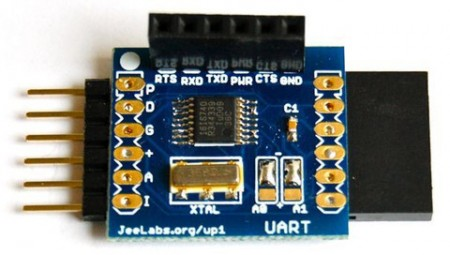 RTS RXD TXD PWR CTS GND
P
D
G
+
A
I
C1
XTAL
A0
A1
JeeLabs.org/up1
UART